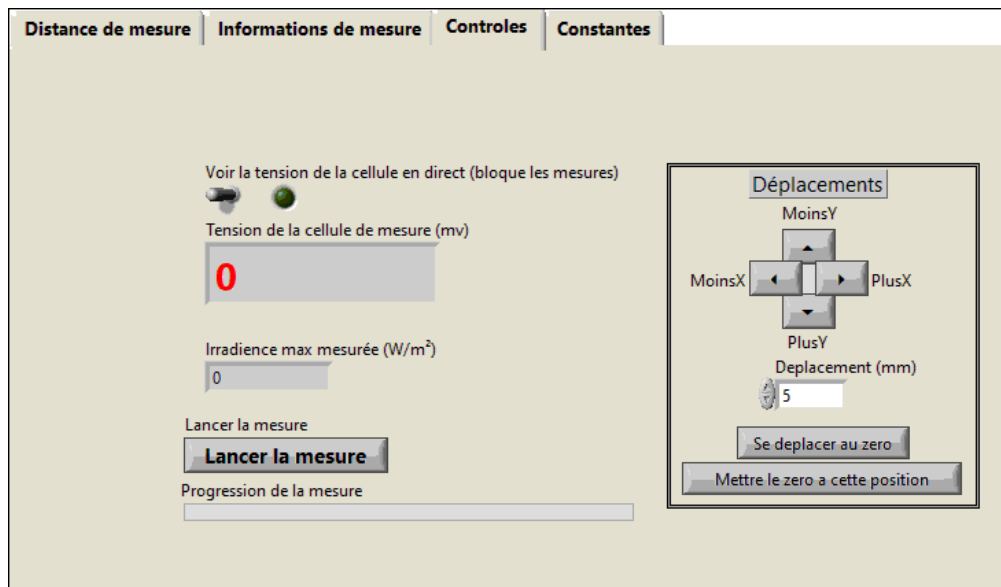 Distance de mesure
Informations de mesure
Controles
Constantes
Voir la tension de la cellule en direct (bloque les mesures)
Tension de la cellule de mesure (mv)
0
Irradience max mesurée (W/m²)
0
Lancer la mesure
Lancer la mesure
Progression de la mesure
Déplacements
MoinsY
MoinsX
PlusX
PlusY
Deplacement (mm)
5
Se deplacer au zero
Mettre le zero a cette position